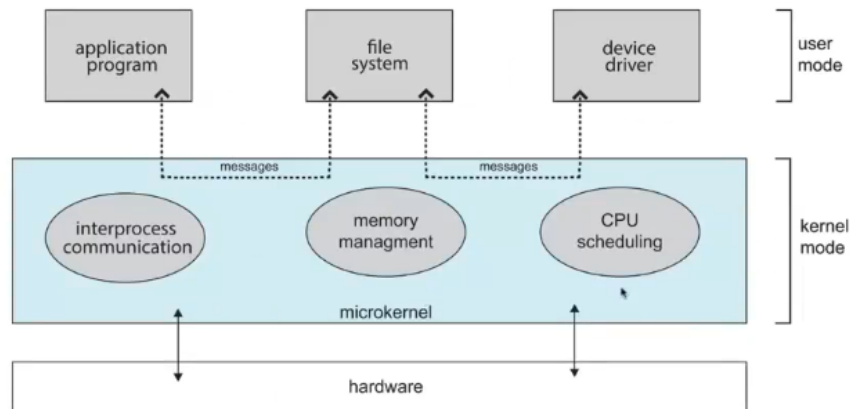 application
program
file
system
device
driver
user
mode
messages
messages
interprocess
communication
memory
managment
CPU
scheduling
kernel
mode
microkernel
hardware